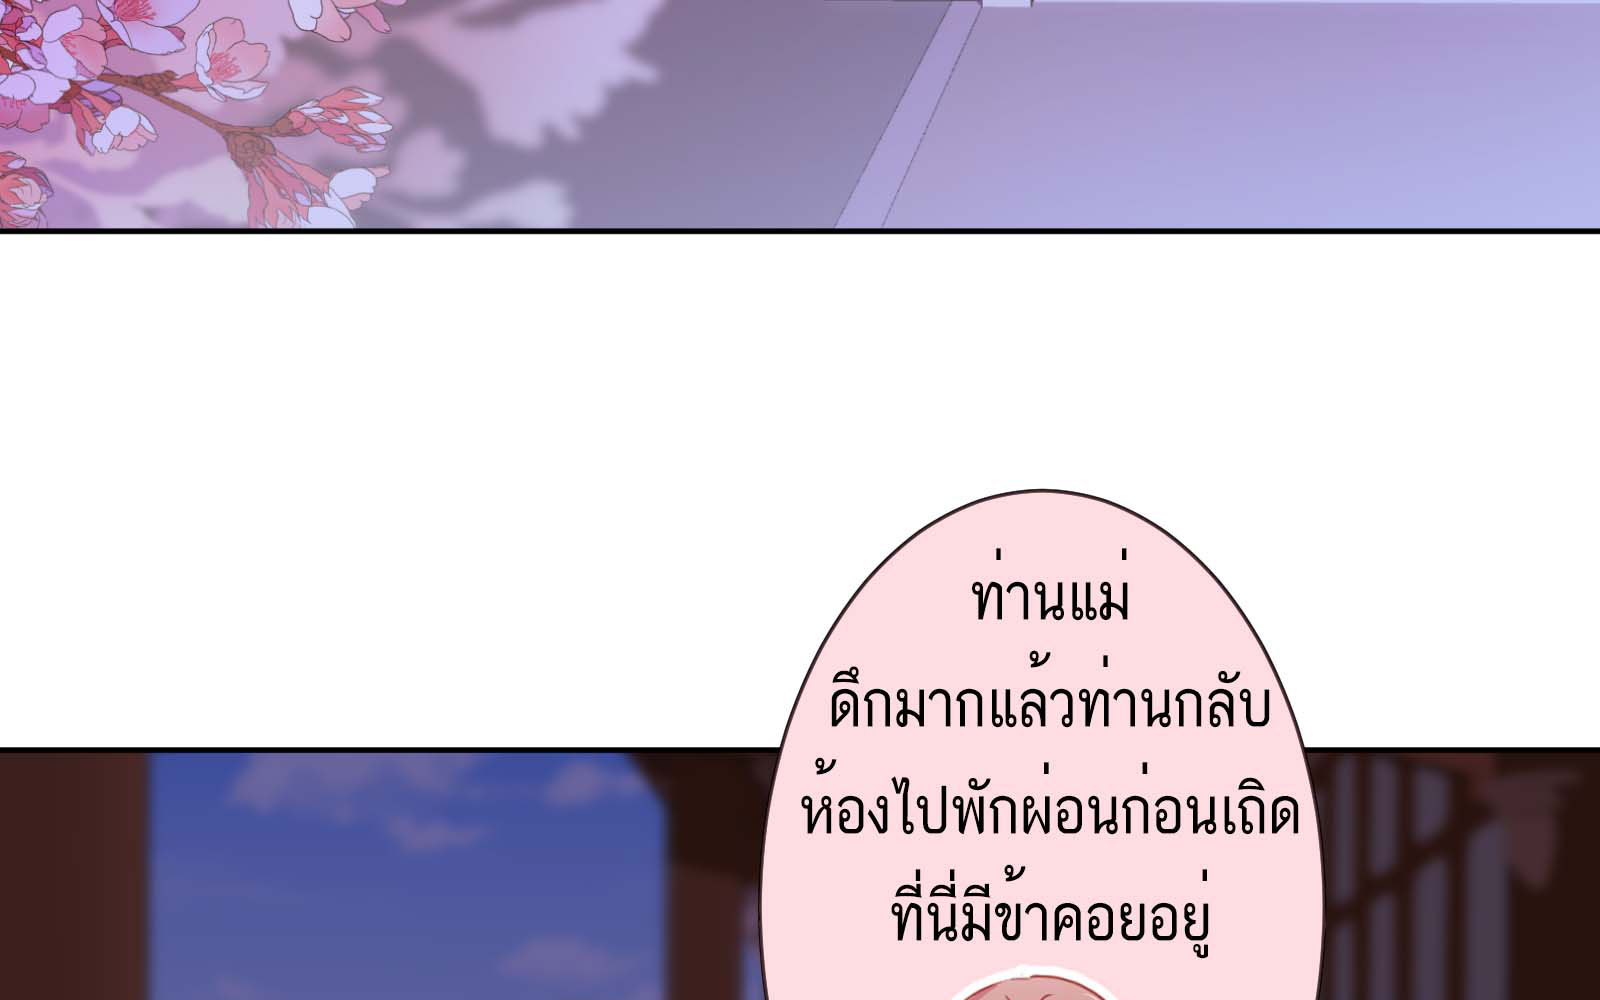 ท่านแม่
ดึกมากแล้วท่านกลับ
ห้องไปพักผ่อนก่อนเถิด
ที่นี่มีข้าคอยอยู่